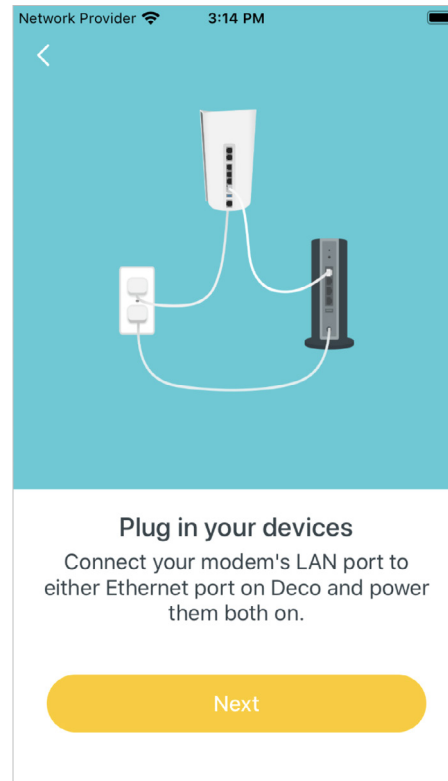 Network Provider 3:14 PM
Plug in your devices
Connect your modem's LAN port to
either Ethernet port on Deco and power
them both on.
Next